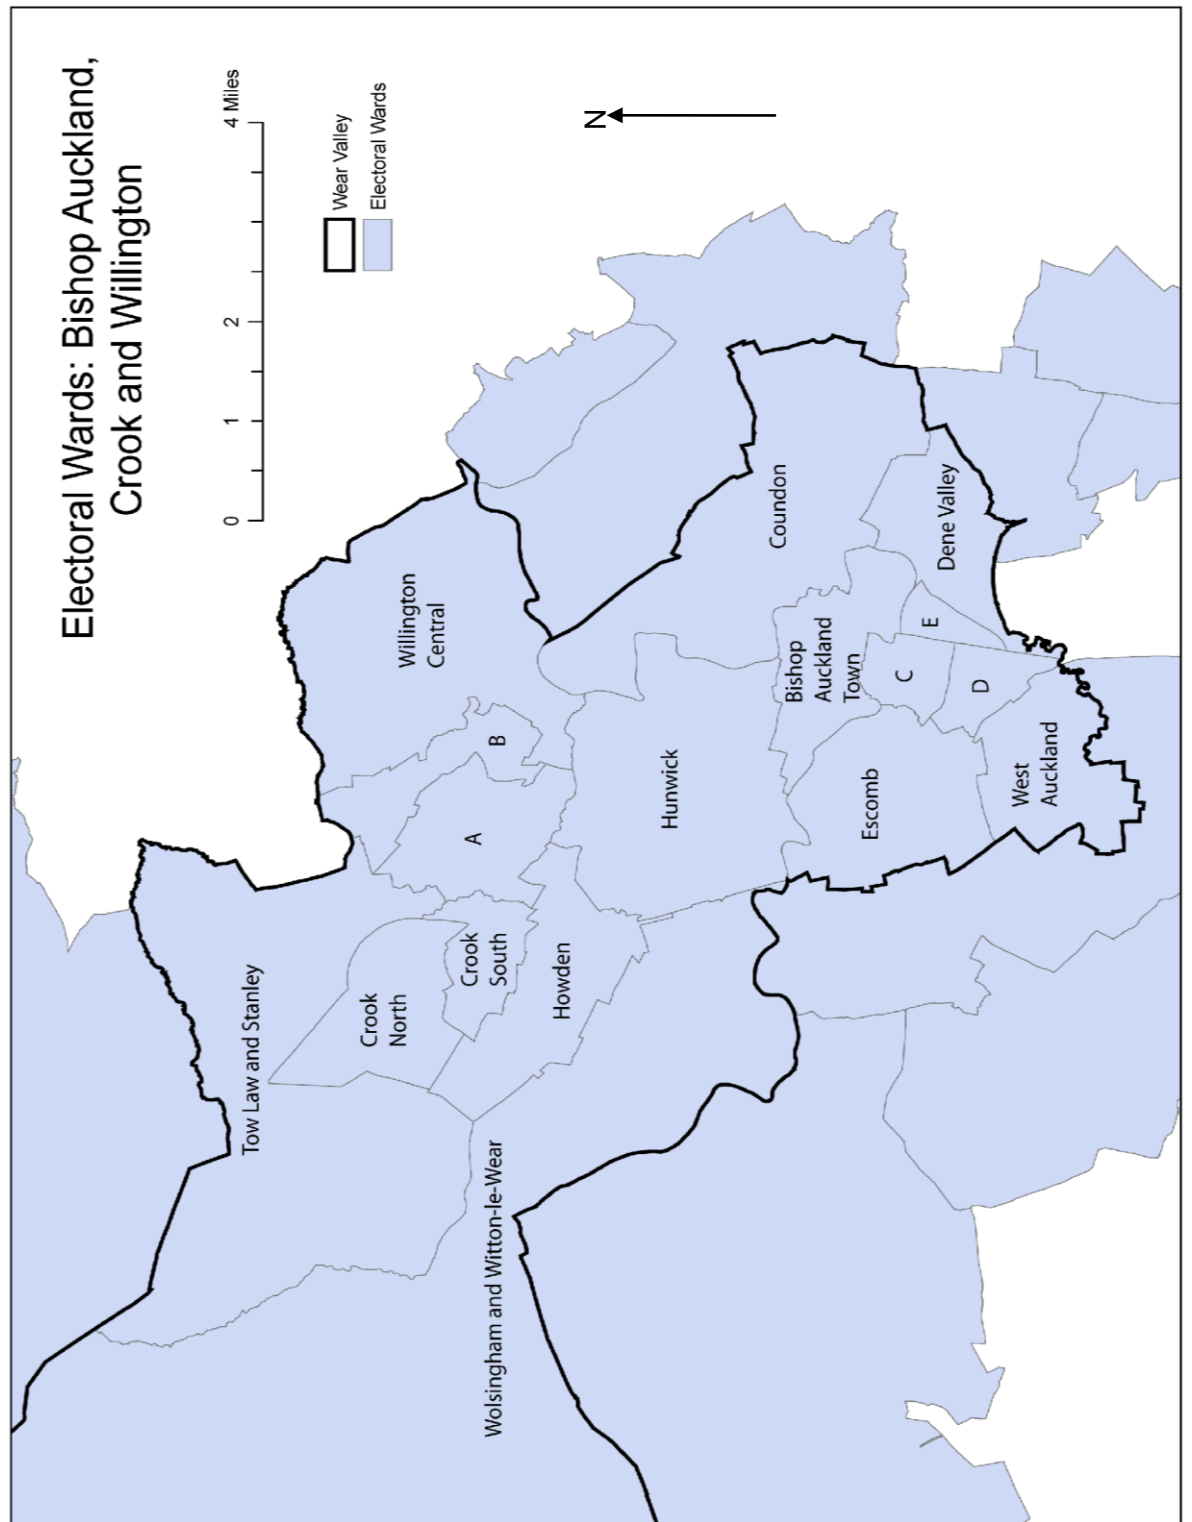 Electoral Wards: Bishop Auckland,
Crook and Willington
0
1
2
4 Miles
Wear Valley
Electoral Wards
N
Tow Law and Stanley
Willington
Central
Crook
North
A
B
Crook
South
Wolsingham and Witton-le-Wear
Howden
Hunwick
Coundon
Bishop
Auckland
Town
Escomb
C
E
Dene Valley
D
West
Auckland